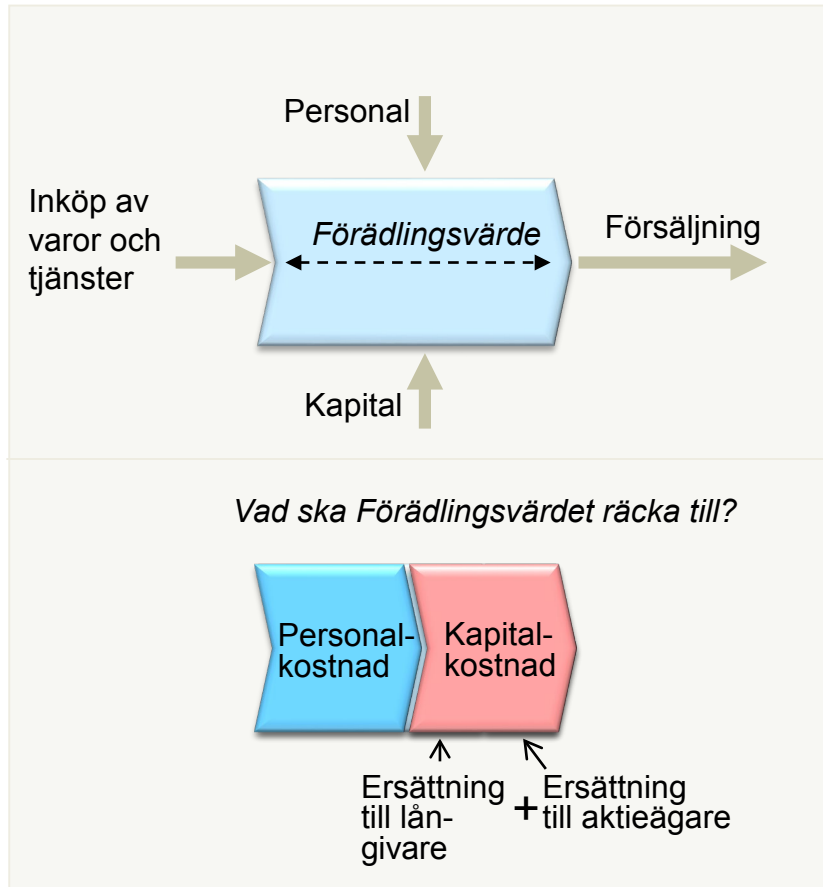 Personal
Inköp av
varor och
tjänster
Förädlingsvärde
Försäljning
Kapital
Vad ska Förädlingsvärdet räcka till?
Personal-
kostnad
Kapital-
kostnad
Ersättning
till lån-
givare
+
Ersättning
till aktieägare